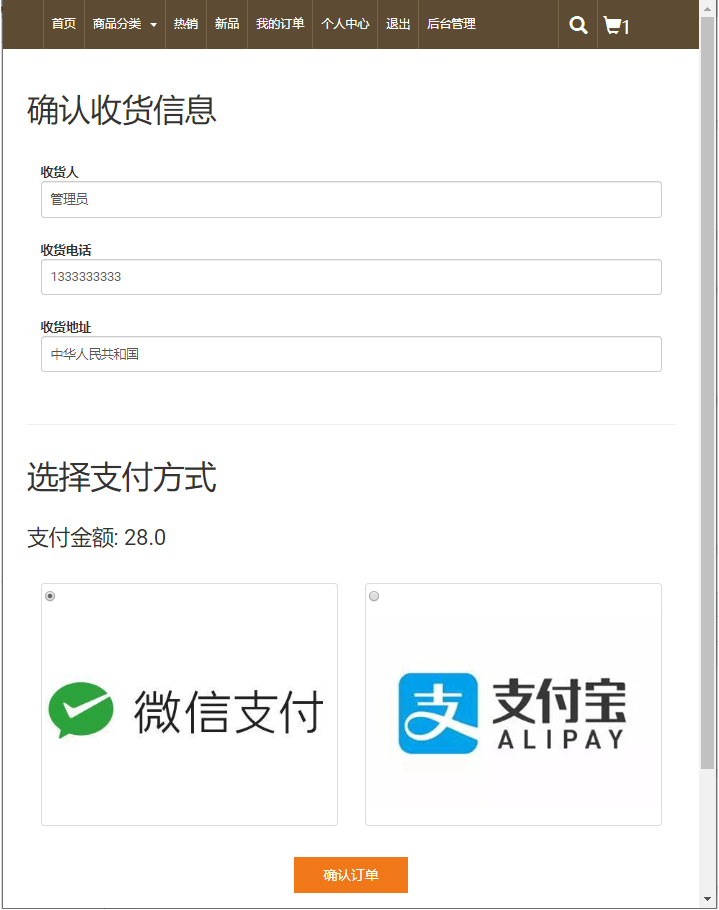 首页 商品分类 热销 新品 我的订单 个人中心 退出 后台管理 1
确认收货信息
收货人
管理员
收货电话
1333333333
收货地址
中华人民共和国
选择支付方式
支付金额: 28.0
微信支付 支付宝
ALIPAY
确认订单